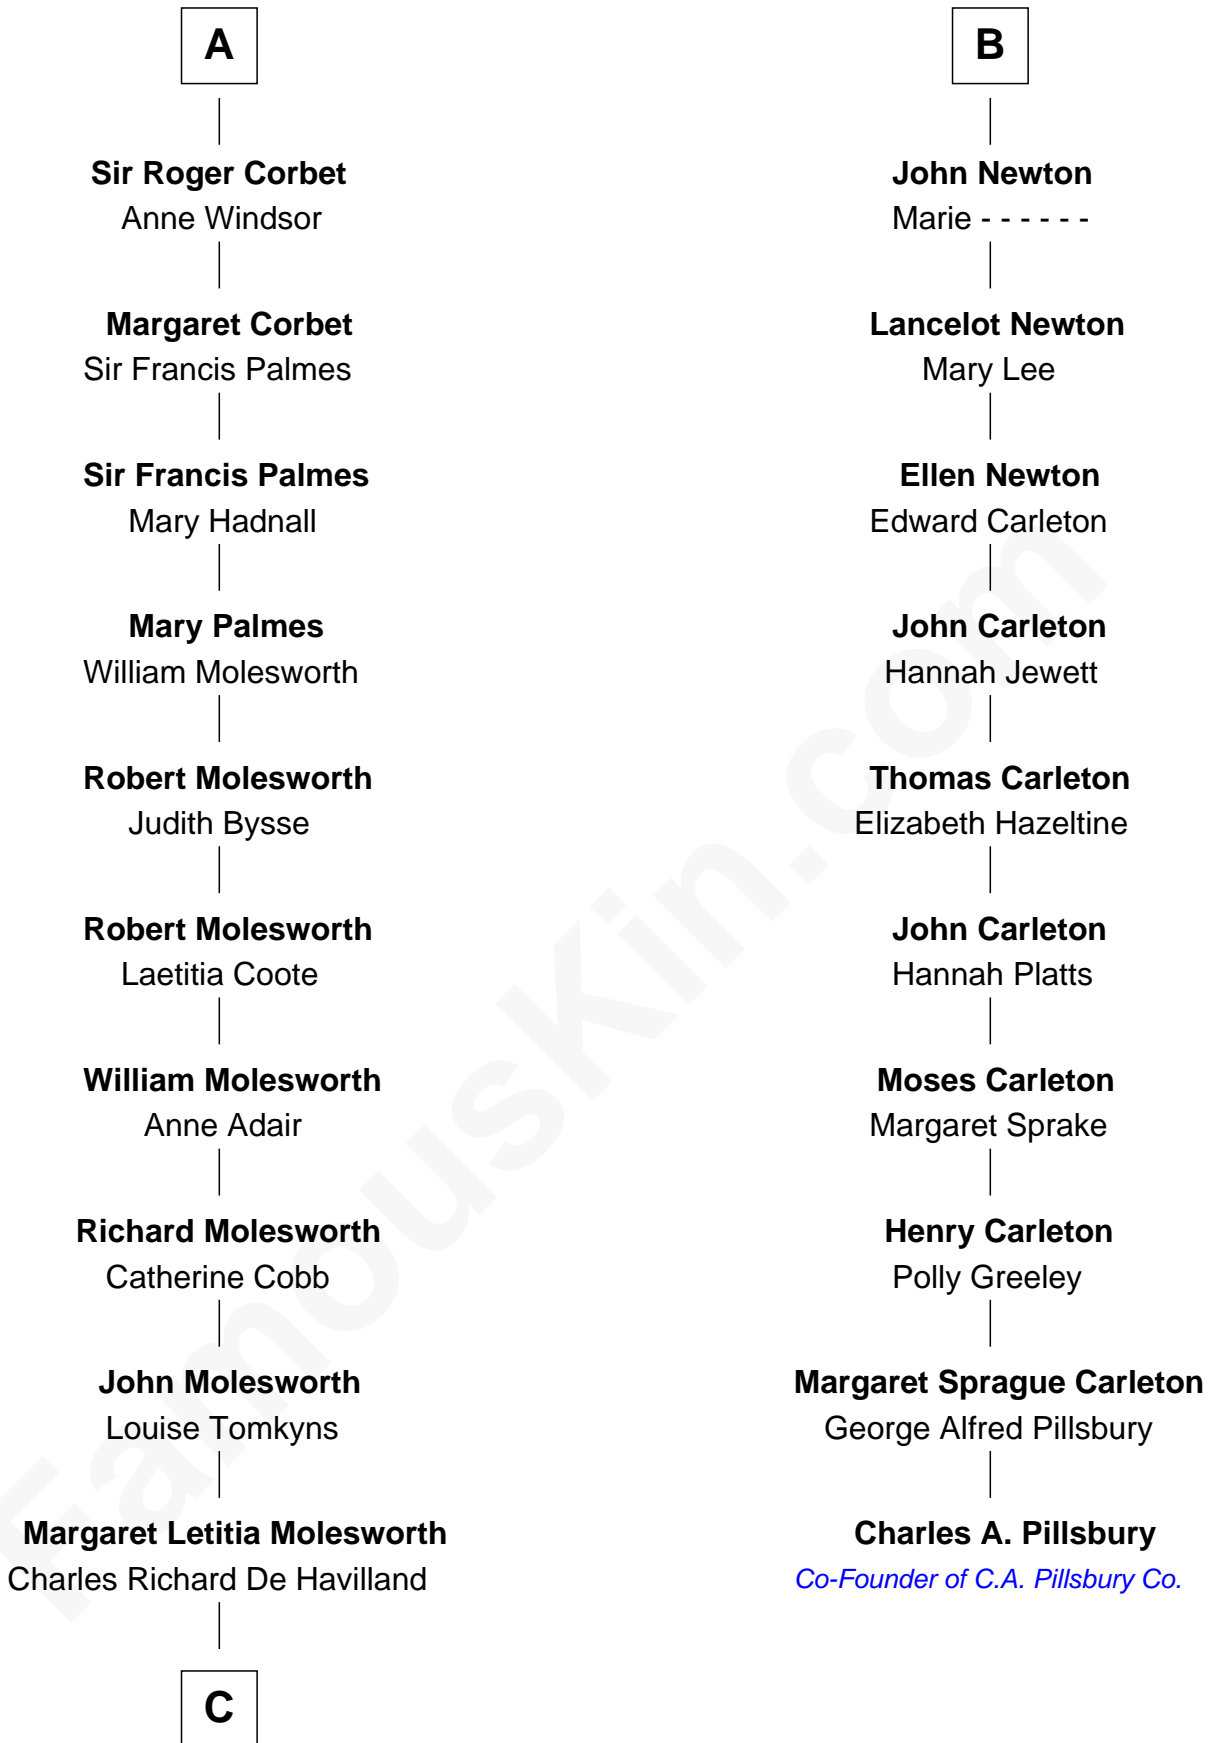 A
Sir Roger Corbet
Anne Windsor
Margaret Corbet
Sir Francis Palmes
Sir Francis Palmes
Mary Hadnall
Mary Palmes
William Molesworth
Robert Molesworth
Judith Bysse
Robert Molesworth
Laetitia Coote
William Molesworth
Anne Adair
Richard Molesworth
Catherine Cobb
John Molesworth
Louise Tomkyns
Margaret Letitia Molesworth
Charles Richard De Havilland
C
B
John Newton
Marie - - - - - -
Lancelot Newton
Mary Lee
Ellen Newton
Edward Carleton
John Carleton
Hannah Jewett
Thomas Carleton
Elizabeth Hazeltine
John Carleton
Hannah Platts
Moses Carleton
Margaret Sprake
Henry Carleton
Polly Greeley
Margaret Sprague Carleton
George Alfred Pillsbury
Charles A. Pillsbury
Co-Founder of C.A. Pillsbury Co.
FamousKin.com